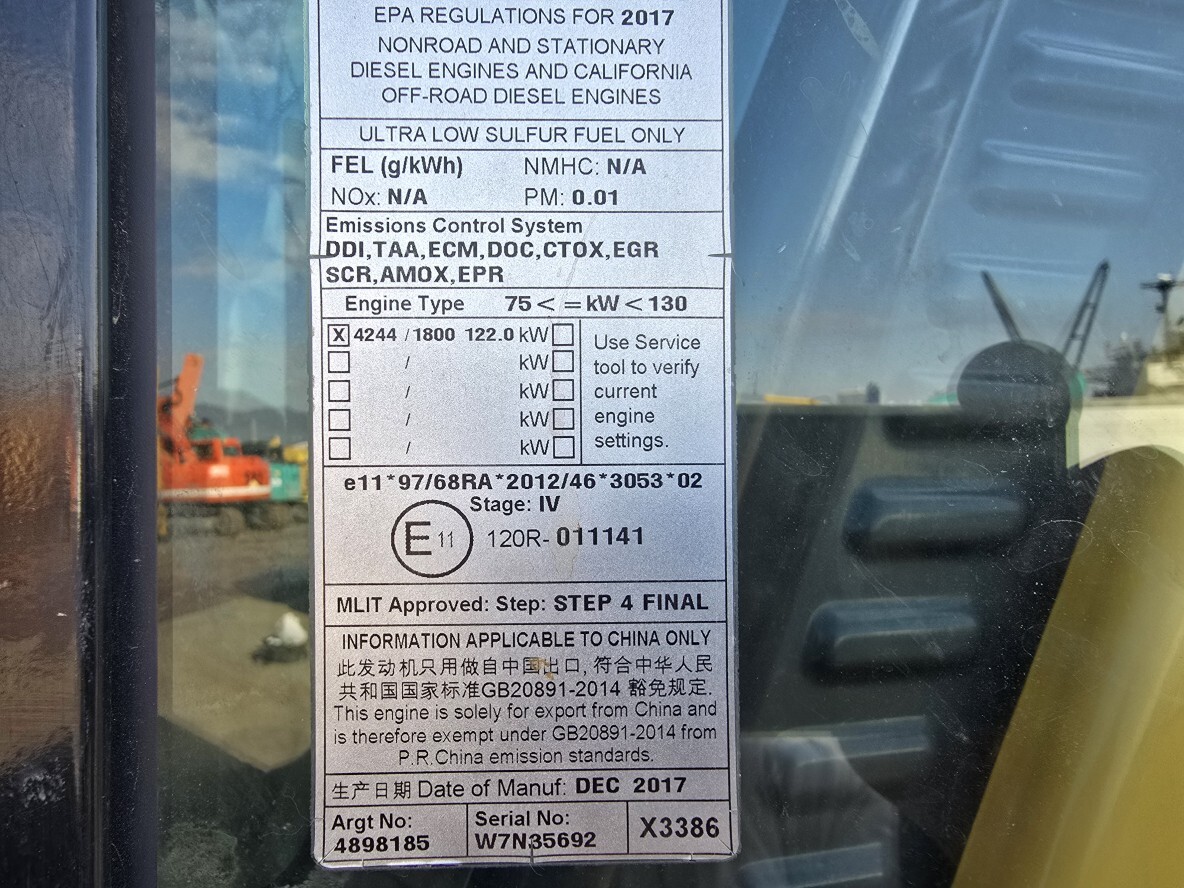 EPA REGULATIONS FOR 2017
NONROAD AND STATIONARY
DIESEL ENGINES AND CALIFORNIA
OFF-ROAD DIESEL ENGINES
ULTRA LOW SULFUR FUEL ONLY
FEL (g/kWh) NMHC: N/A
NOx: N/A PM: 0.01
Emissions Control System
DDI,TAA,ECM,DOC,CTOX,EGR
SCR,AMOX,EPR
Engine Type 75 < = kW < 130
X 4244 / 1800 122.0 kW
/ kW
/ kW
/ kW
/ kW
Use Service
tool to verify
current
engine
settings.
e11*97/68RA*2012/46*3053*02
Stage: IV
E 11 120R- 011141
MLIT Approved: Step: STEP 4 FINAL
INFORMATION APPLICABLE TO CHINA ONLY
此发动机只用做自中国出口, 符合中华人民
共和国国家标准GB20891-2014 豁免规定.
This engine is solely for export from China and
is therefore exempt under GB20891-2014 from
P.R.China emission standards.
生产日期 Date of Manuf: DEC 2017
Argt No:
4898185
Serial No:
W7N35692
X3386